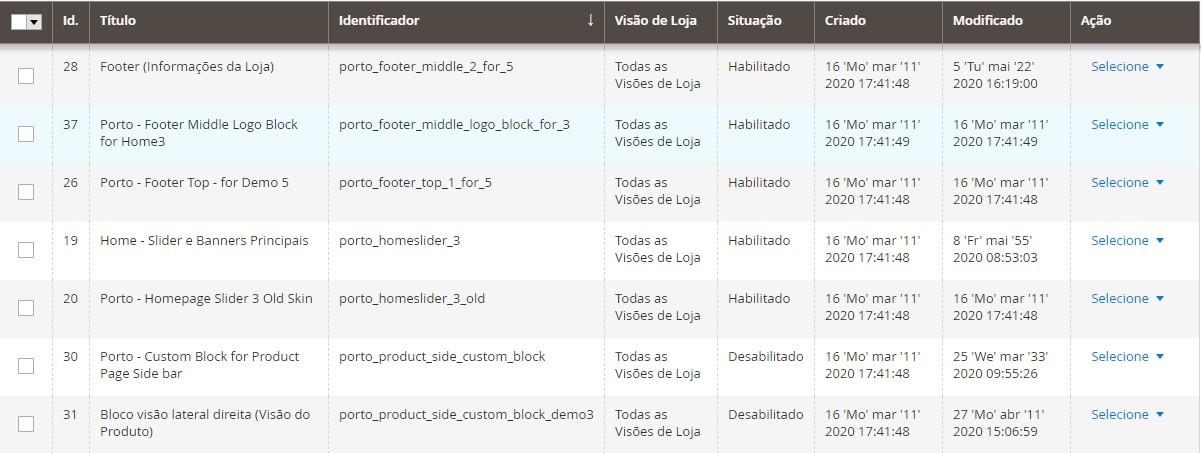 Id. Título Identificador ↓ Visão de Loja Situação Criado Modificado Ação
28 Footer (Informações da Loja) porto_footer_middle_2_for_5 Todas as Habilitado 16 'Mo' mar '11' 5 'Tu' mai '22' Selecione
Visões de Loja 2020 17:41:48 2020 16:19:00
37 Porto - Footer Middle Logo Block porto_footer_middle_logo_block_for_3 Todas as Habilitado 16 'Mo' mar '11' 16 'Mo' mar '11' Selecione
for Home3 Visões de Loja 2020 17:41:49 2020 17:41:49
26 Porto - Footer Top - for Demo 5 porto_footer_top_1_for_5 Todas as Habilitado 16 'Mo' mar '11' 16 'Mo' mar '11' Selecione
Visões de Loja 2020 17:41:48 2020 17:41:48
19 Home - Slider e Banners Principais porto_homeslider_3 Todas as Habilitado 16 'Mo' mar '11' 8 'Fr' mai '55' Selecione
Visões de Loja 2020 17:41:48 2020 08:53:03
20 Porto - Homepage Slider 3 Old Skin porto_homeslider_3_old Todas as Habilitado 16 'Mo' mar '11' 16 'Mo' mar '11' Selecione
Visões de Loja 2020 17:41:48 2020 17:41:48
30 Porto - Custom Block for Product porto_product_side_custom_block Todas as Desabilitado 16 'Mo' mar '11' 25 'We' mar '33' Selecione
Page Side bar Visões de Loja 2020 17:41:48 2020 09:55:26
31 Bloco visão lateral direita (Visão do porto_product_side_custom_block_demo3 Todas as Desabilitado 16 'Mo' mar '11' 27 'Mo' abr '11' Selecione
Produto) Visões de Loja 2020 17:41:48 2020 15:06:59